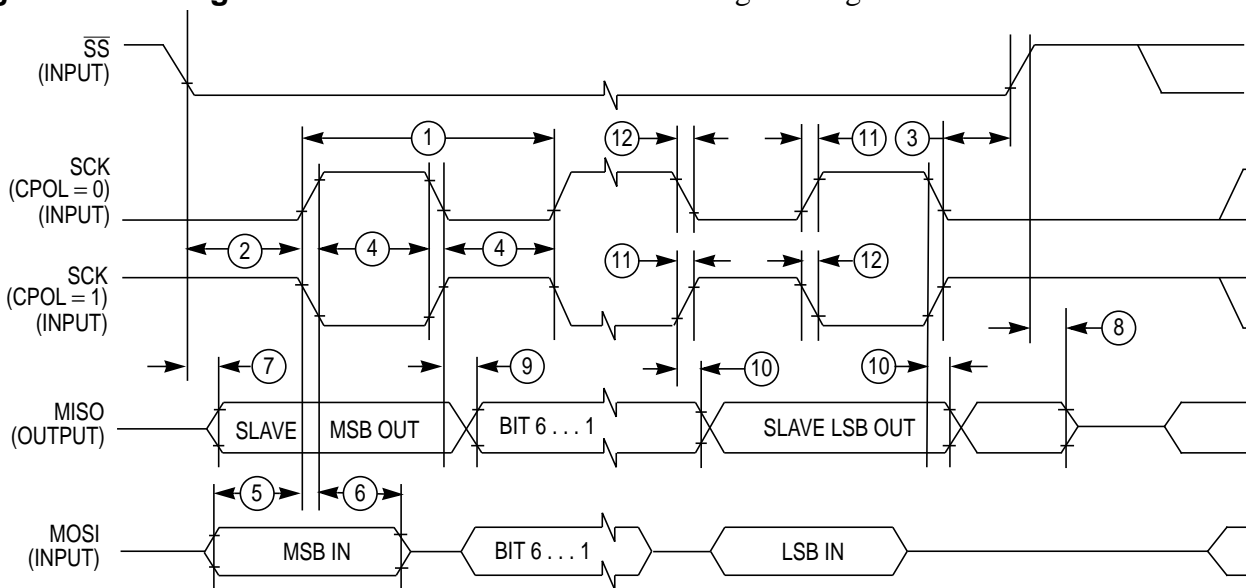 SS
(INPUT)
1
12
11
3
SCK
(CPOL = 0)
(INPUT)
2
4
4
11
12
SCK
(CPOL = 1)
(INPUT)
8
7
9
10
10
MISO
(OUTPUT)
SLAVE
MSB OUT
BIT 6 . . . 1
SLAVE LSB OUT
5
6
MOSI
(INPUT)
MSB IN
BIT 6 . . . 1
LSB IN